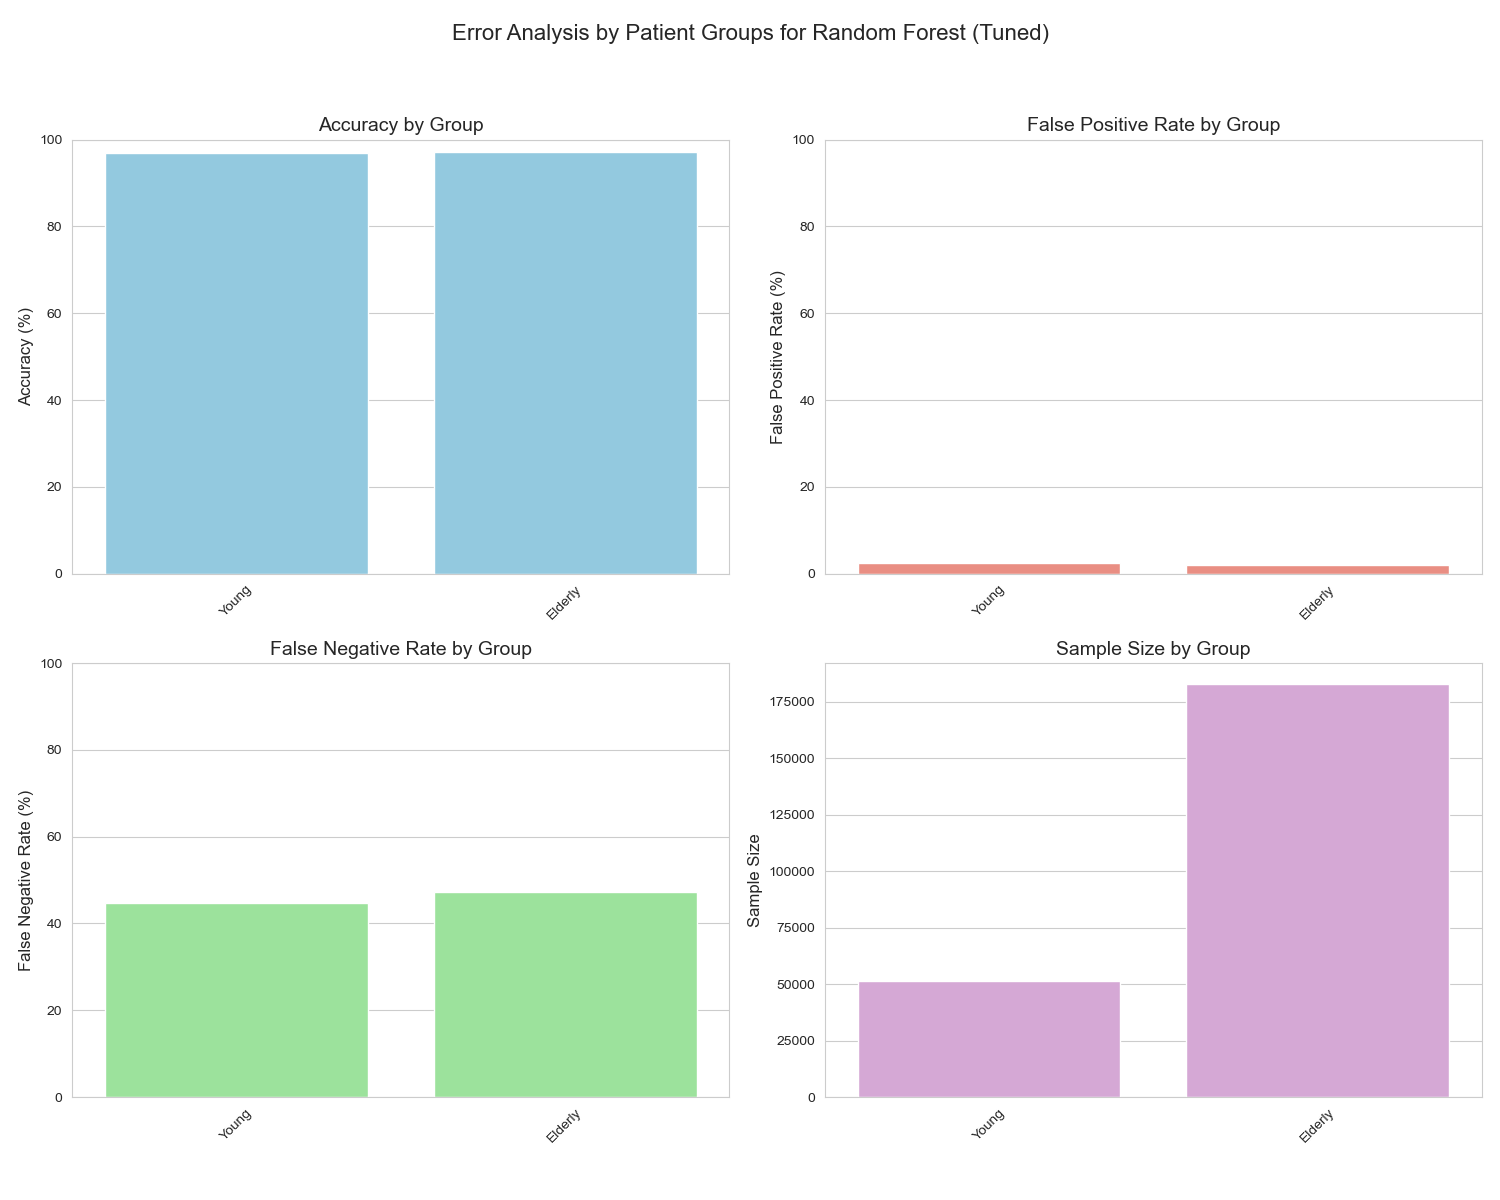 Error Analysis by Patient Groups for Random Forest (Tuned)
Accuracy by Group
100
80
60
40
20
0
Accuracy (%)
Young
Elderly
False Positive Rate by Group
100
80
60
40
20
0
False Positive Rate (%)
Young
Elderly
False Negative Rate by Group
100
80
60
40
20
0
False Negative Rate (%)
Young
Elderly
Sample Size by Group
175000
150000
125000
100000
75000
50000
25000
0
Sample Size
Young
Elderly